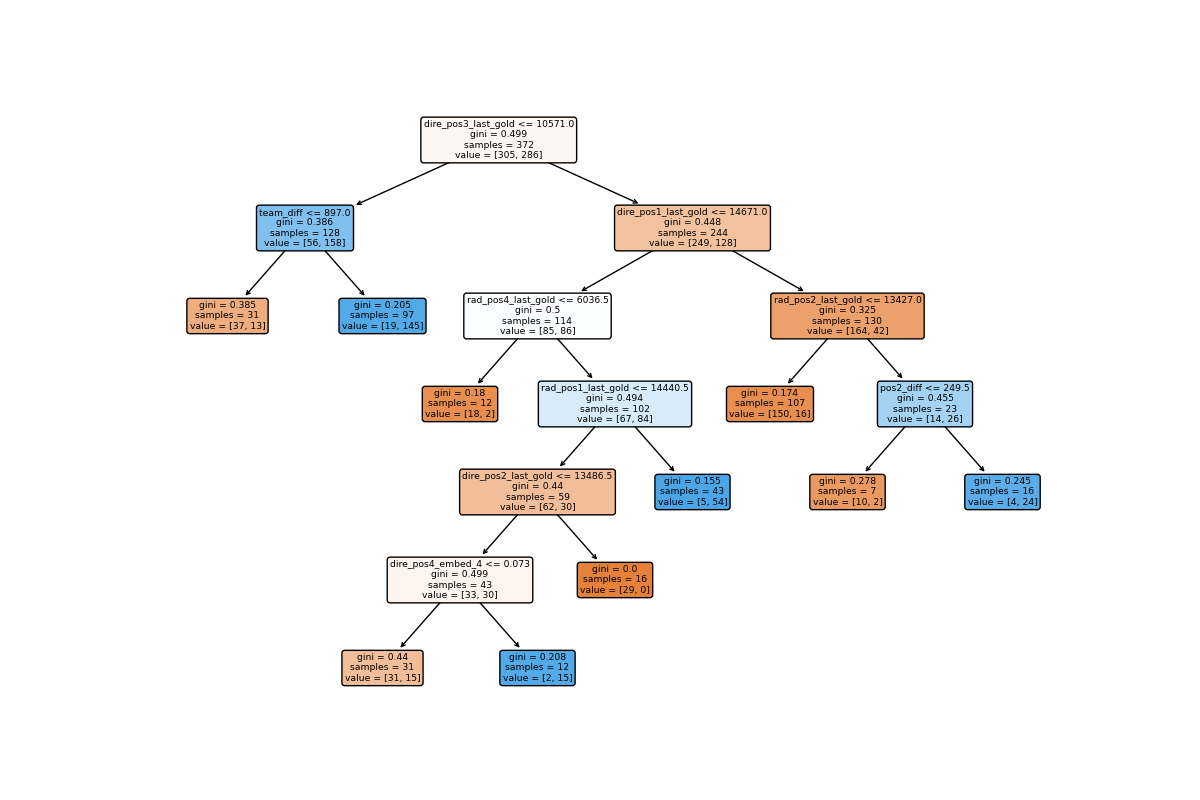 dire_pos3_last_gold <= 10571.0
gini = 0.499
samples = 372
value = [305, 286]
team_diff <= 897.0
gini = 0.386
samples = 128
value = [56, 158]
dire_pos1_last_gold <= 14671.0
gini = 0.448
samples = 244
value = [249, 128]
gini = 0.385
samples = 31
value = [37, 13]
gini = 0.205
samples = 97
value = [19, 145]
rad_pos4_last_gold <= 6036.5
gini = 0.5
samples = 114
value = [85, 86]
rad_pos2_last_gold <= 13427.0
gini = 0.325
samples = 130
value = [164, 42]
gini = 0.18
samples = 12
value = [18, 2]
rad_pos1_last_gold <= 14440.5
gini = 0.494
samples = 102
value = [67, 84]
gini = 0.174
samples = 107
value = [150, 16]
pos2_diff <= 249.5
gini = 0.455
samples = 23
value = [14, 26]
dire_pos2_last_gold <= 13486.5
gini = 0.44
samples = 59
value = [62, 30]
gini = 0.155
samples = 43
value = [5, 54]
gini = 0.278
samples = 7
value = [10, 2]
gini = 0.245
samples = 16
value = [4, 24]
dire_pos4_embed_4 <= 0.073
gini = 0.499
samples = 43
value = [33, 30]
gini = 0.0
samples = 16
value = [29, 0]
gini = 0.44
samples = 31
value = [31, 15]
gini = 0.208
samples = 12
value = [2, 15]